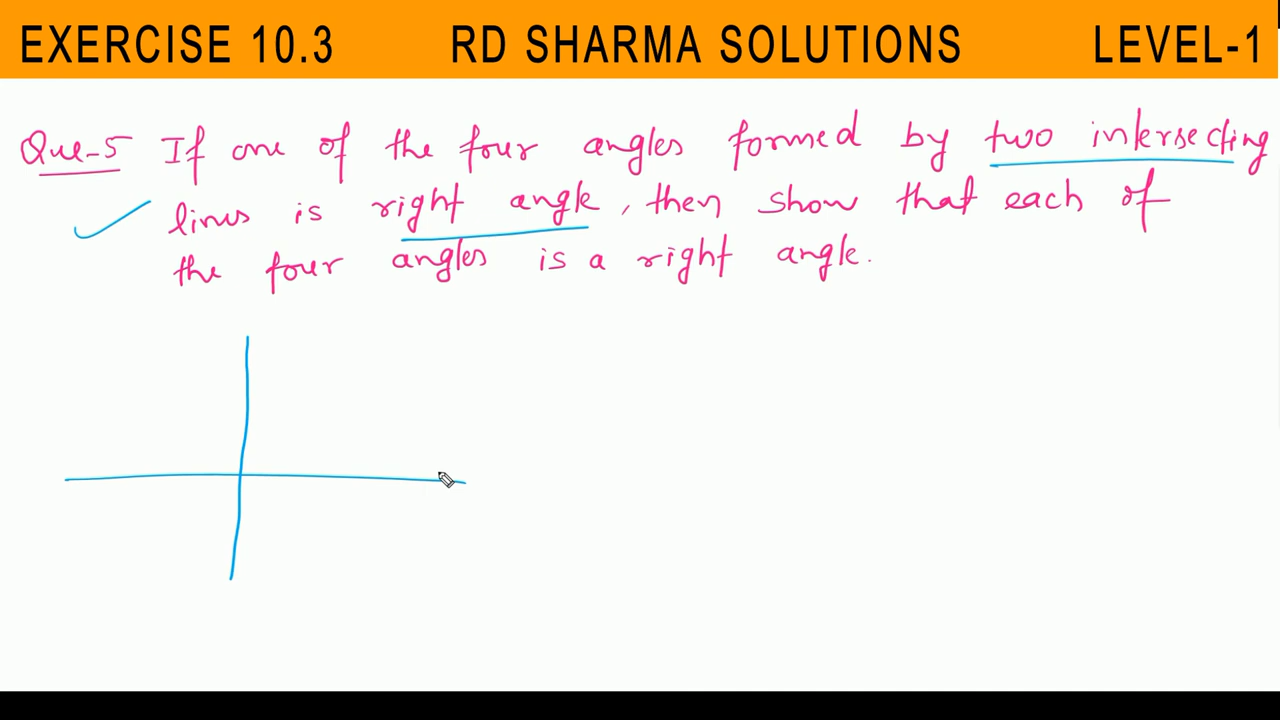 EXERCISE 10.3 RD SHARMA SOLUTIONS LEVEL-1
Que-5 If one of the four angles formed by two intersecting
lines is right angle, then show that each of
the four angles is a right angle.